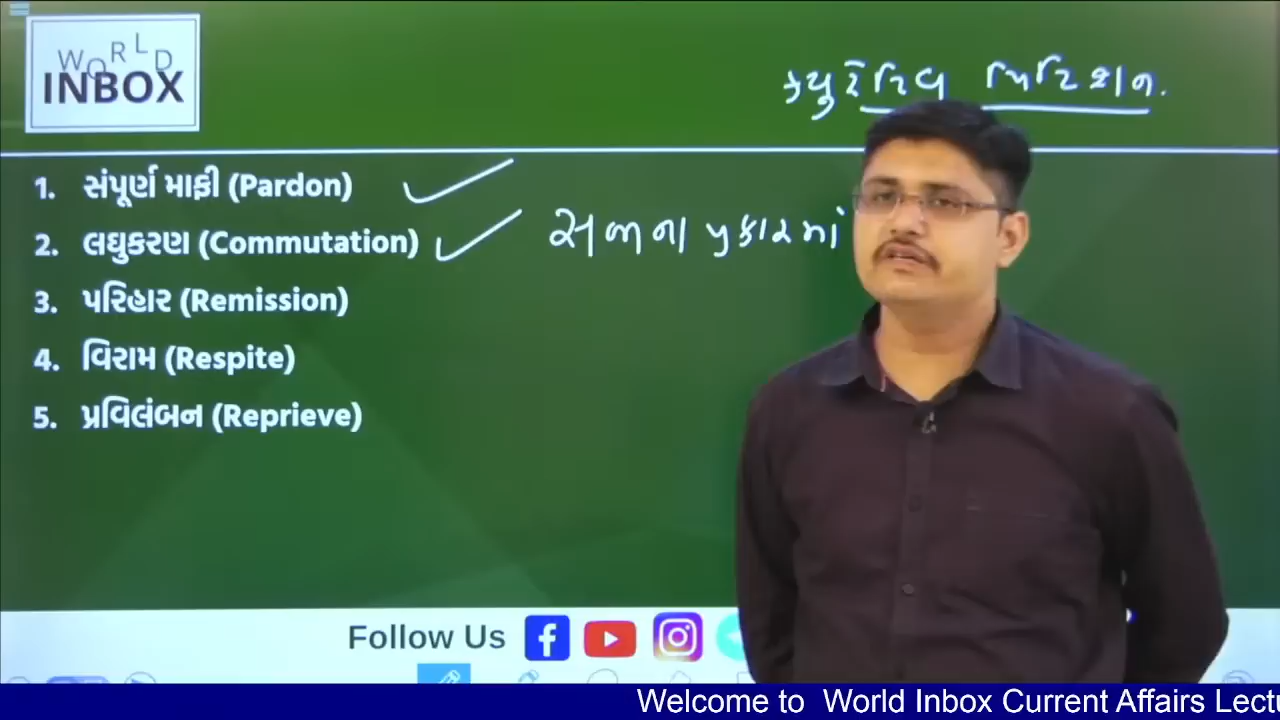 WORLD
INBOX
ક્યુરેટિવ પિટિશન.
1. સંપૂર્ણ માફી (Pardon)
2. લઘુકરણ (Commutation)
સજાના પ્રકારમાં
3. પરિહાર (Remission)
4. વિરામ (Respite)
5. પ્રવિલંબન (Reprieve)
Follow Us
Welcome to World Inbox Current Affairs Lectu